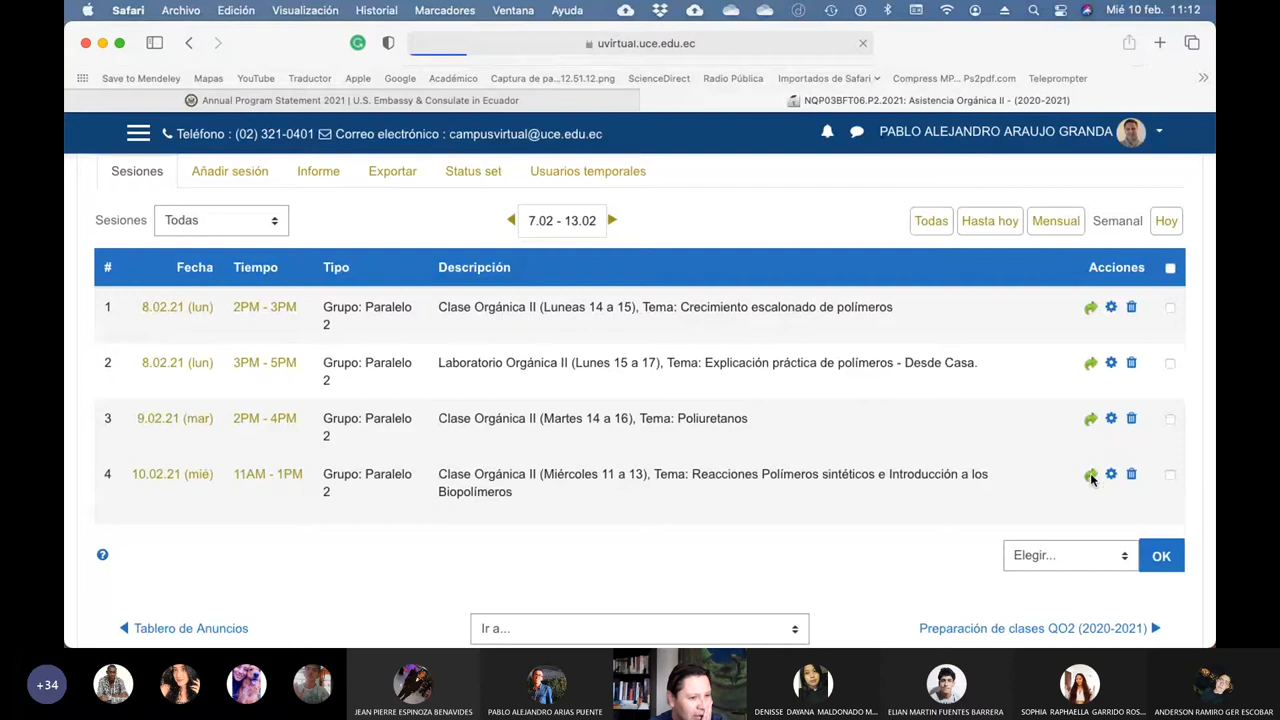 Safari Archivo Edición Visualización Historial Marcadores Ventana Ayuda Mié 10 feb. 11:12
uvirtual.uce.edu.ec
Save to Mendeley Mapas YouTube Traductor Apple Google Académico Captura de pa...12.51.12.png ScienceDirect Radio Pública Importados de Safari Compress MP... Ps2pdf.com Teleprompter
Annual Program Statement 2021 | U.S. Embassy & Consulate in Ecuador NQP03BFT06.P2.2021: Asistencia Orgánica II - (2020-2021)
Teléfono : (02) 321-0401 Correo electrónico : campusvirtual@uce.edu.ec PABLO ALEJANDRO ARAUJO GRANDA
Sesiones Añadir sesión Informe Exportar Status set Usuarios temporales
Sesiones Todas 7.02 - 13.02 Todas Hasta hoy Mensual Semanal Hoy
# Fecha Tiempo Tipo Descripción Acciones
1 8.02.21 (lun) 2PM - 3PM Grupo: Paralelo Clase Orgánica II (Luneas 14 a 15), Tema: Crecimiento escalonado de polímeros
2
2 8.02.21 (lun) 3PM - 5PM Grupo: Paralelo Laboratorio Orgánica II (Lunes 15 a 17), Tema: Explicación práctica de polímeros - Desde Casa.
2
3 9.02.21 (mar) 2PM - 4PM Grupo: Paralelo Clase Orgánica II (Martes 14 a 16), Tema: Poliuretanos
2
4 10.02.21 (mié) 11AM - 1PM Grupo: Paralelo Clase Orgánica II (Miércoles 11 a 13), Tema: Reacciones Polímeros sintéticos e Introducción a los
2 Biopolímeros
Elegir... OK
Tablero de Anuncios Ir a... Preparación de clases QO2 (2020-2021)
+34
JEAN PIERRE ESPINOZA BENAVIDES PABLO ALEJANDRO ARIAS PUENTE DENISSE DAYANA MALDONADO M... ELIAN MARTIN FUENTES BARRERA SOPHIA RAPHAELLA GARRIDO ROS... ANDERSON RAMIRO GER ESCOBAR